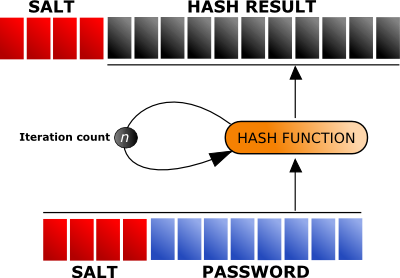 SALT HASH RESULT
Iteration count n HASH FUNCTION
SALT PASSWORD